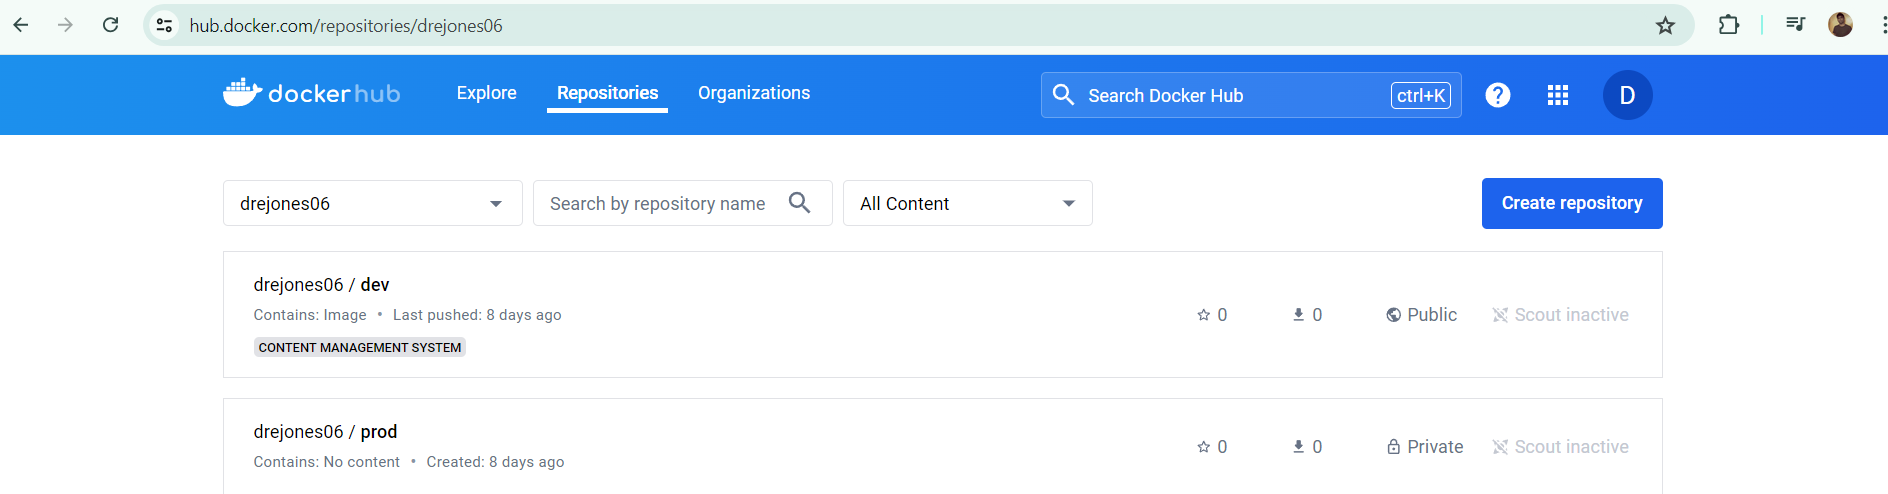 hub.docker.com/repositories/drejones06
dockerhub Explore Repositories Organizations Search Docker Hub ctrl+K ? D
drejones06 Search by repository name All Content Create repository
drejones06 / dev
Contains: Image • Last pushed: 8 days ago
0 0 Public Scout inactive
CONTENT MANAGEMENT SYSTEM
drejones06 / prod
Contains: No content • Created: 8 days ago
0 0 Private Scout inactive